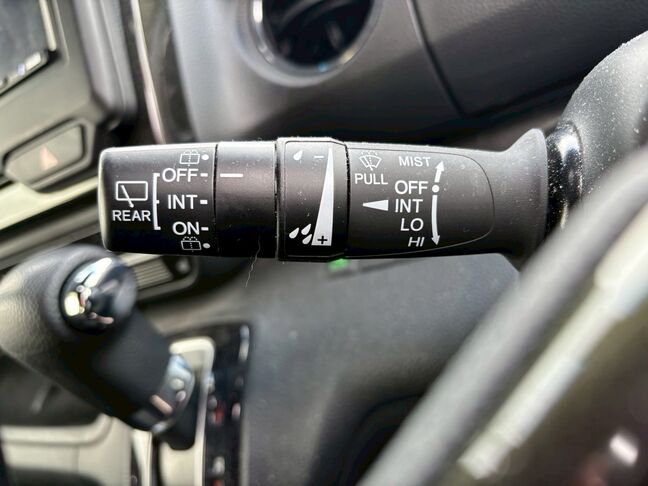 OFF
INT
ON
REAR
- 
+
PULL
MIST
OFF
INT
LO
HI